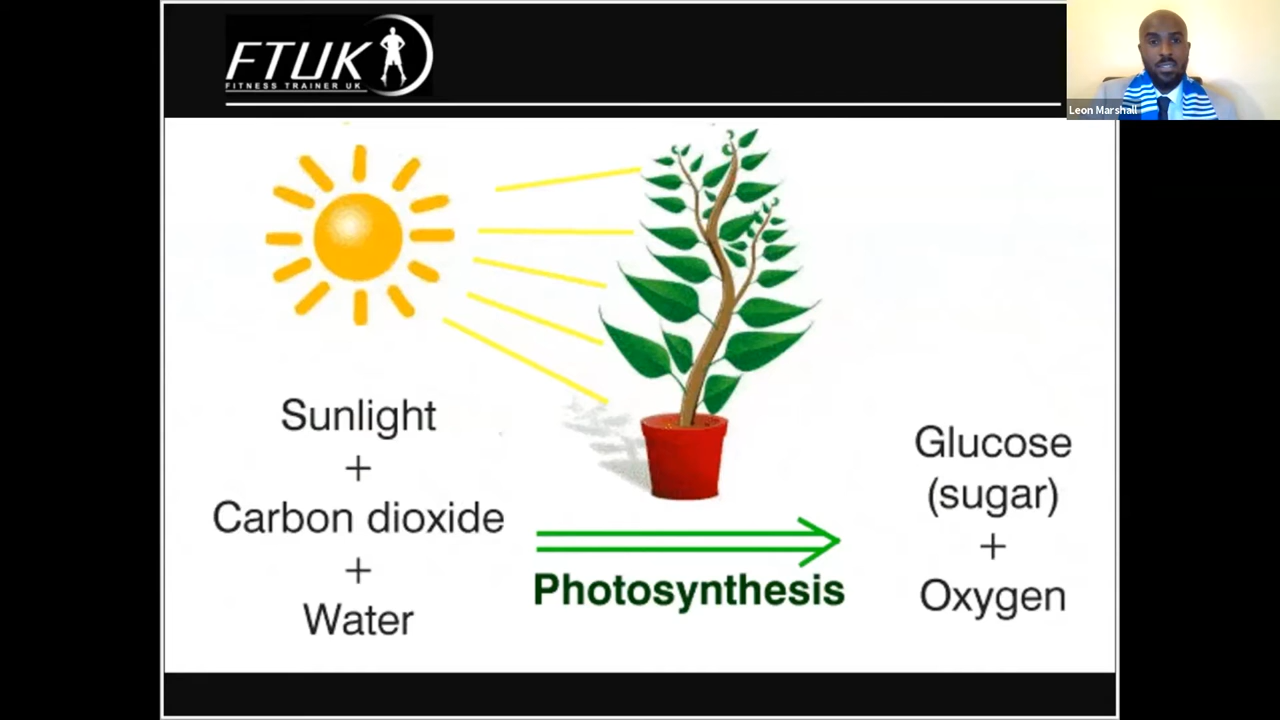 FTUK
FITNESS TRAINER UK
Leon Marshall
Sunlight
+
Carbon dioxide
+
Water
Photosynthesis
Glucose
(sugar)
+
Oxygen